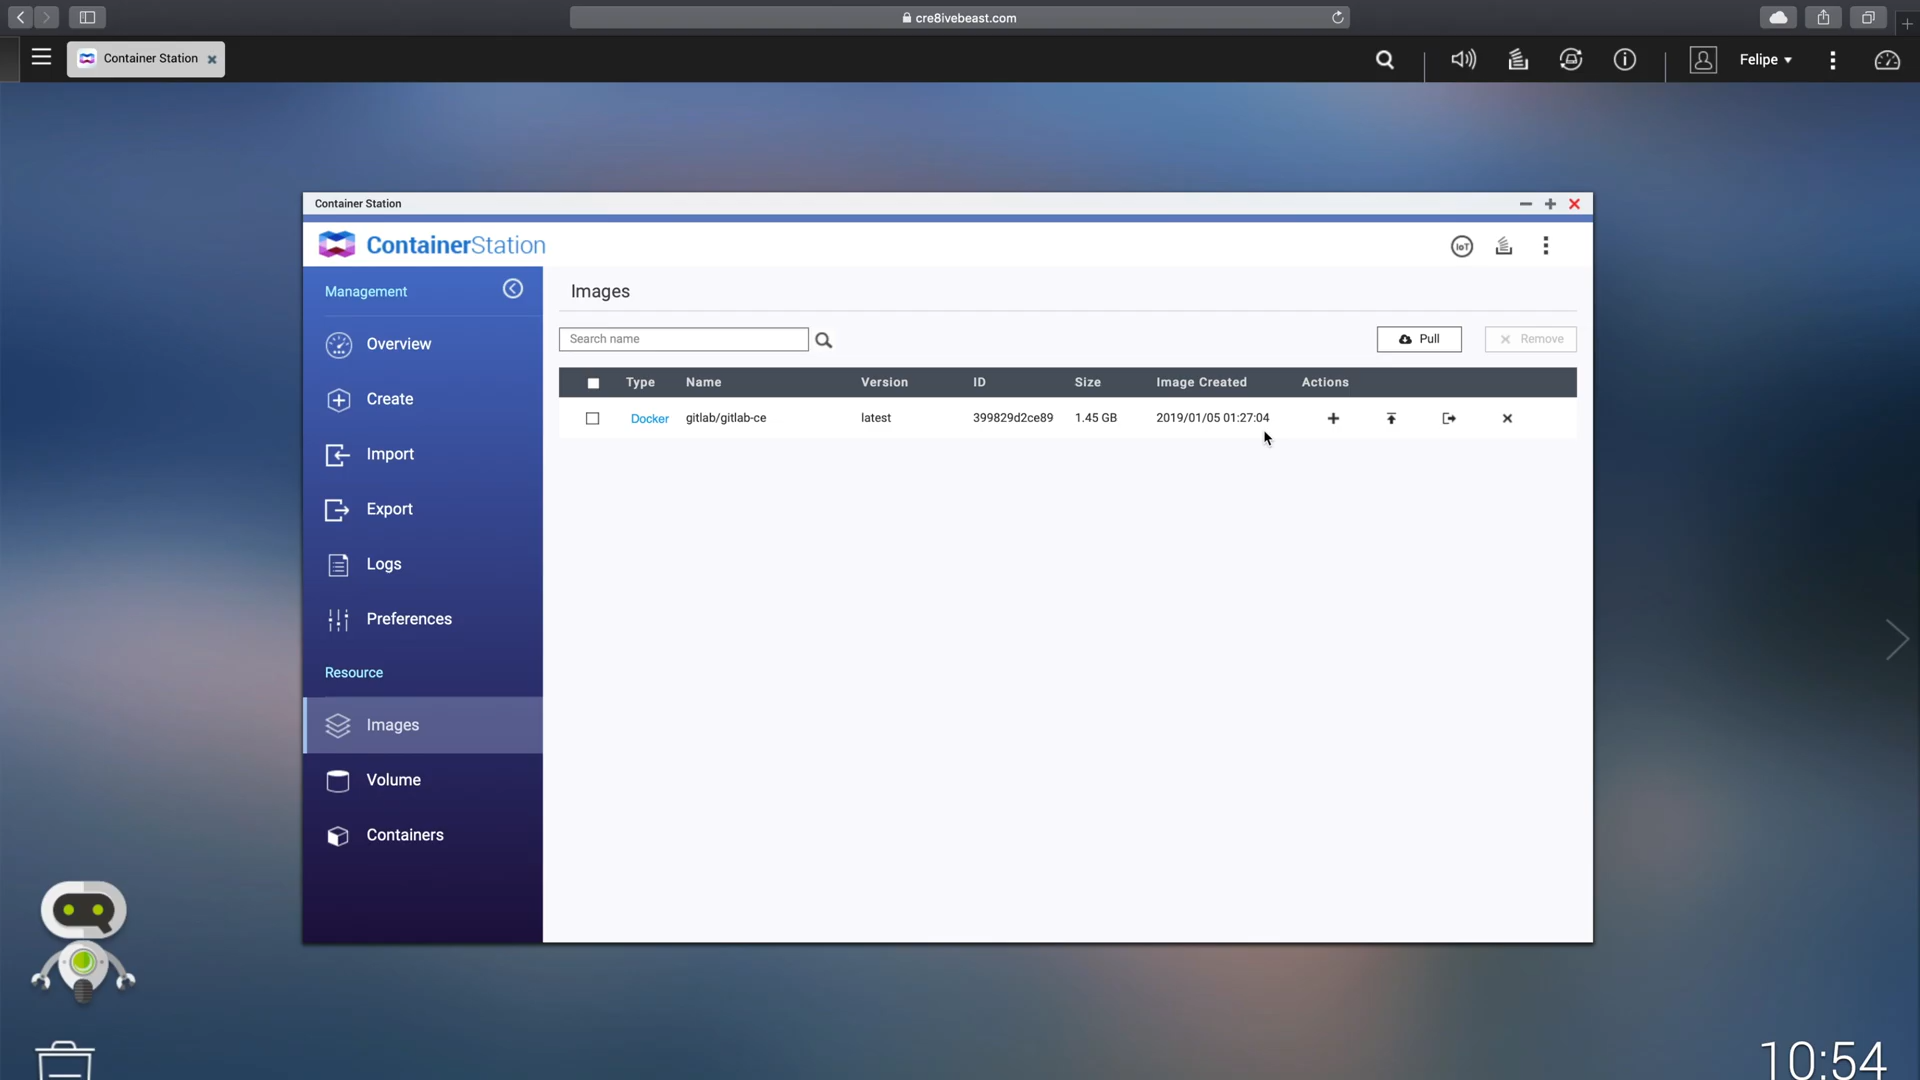 cre8ivebeast.com
Container Station
Felipe
Container Station
ContainerStation
IoT
Management
Overview
Create
Import
Export
Logs
Preferences
Resource
Images
Volume
Containers
Images
Search name
Pull
Remove
Type Name Version ID Size Image Created Actions
Docker gitlab/gitlab-ce latest 399829d2ce89 1.45 GB 2019/01/05 01:27:04
10:54